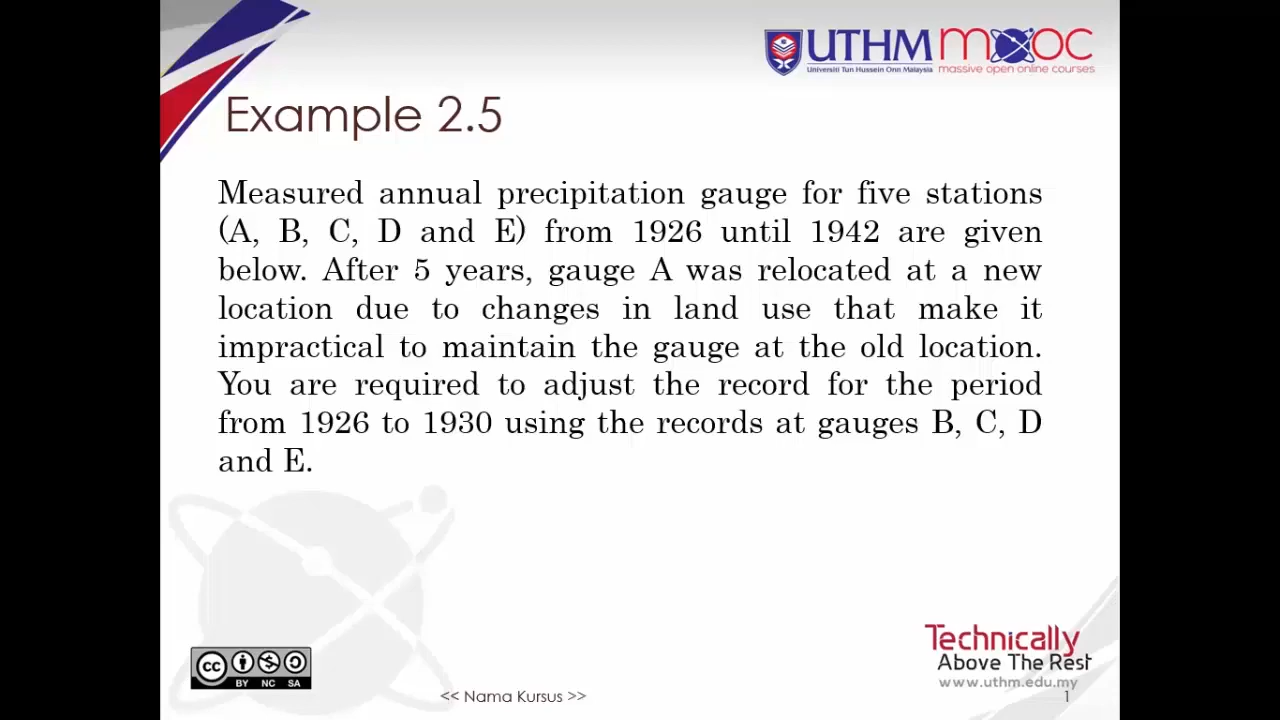 UTHM mooc
Universiti Tun Hussein Onn Malaysia massive open online courses
Example 2.5
Measured annual precipitation gauge for five stations
(A, B, C, D and E) from 1926 until 1942 are given
below. After 5 years, gauge A was relocated at a new
location due to changes in land use that make it
impractical to maintain the gauge at the old location.
You are required to adjust the record for the period
from 1926 to 1930 using the records at gauges B, C, D
and E.
Technically
Above The Rest
www.uthm.edu.my
cc
BY NC SA
<< Nama Kursus >>
1